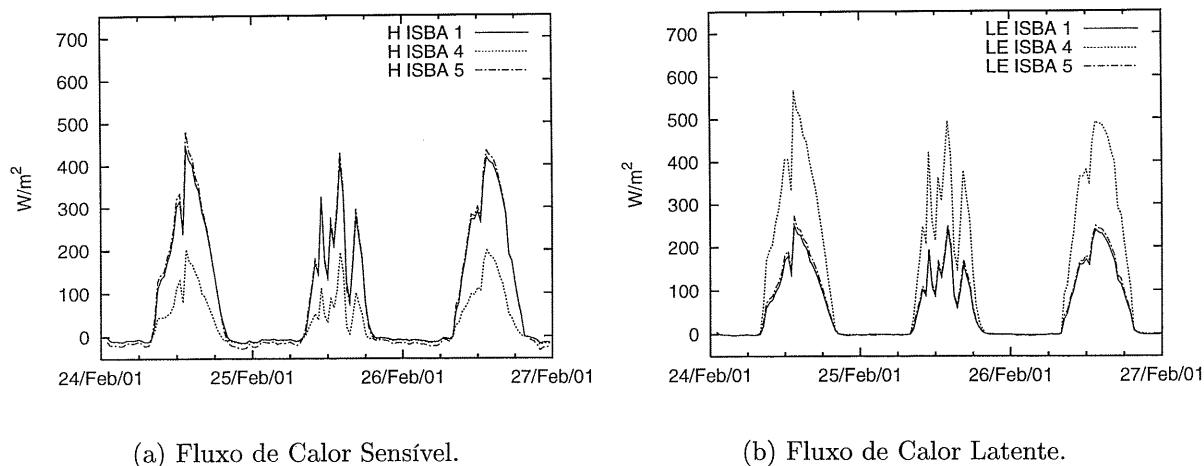 700
600
500
400
300
200
100
0
W/m²
H ISBA 1
H ISBA 4
H ISBA 5
24/Feb/01 25/Feb/01 26/Feb/01 27/Feb/01
(a) Fluxo de Calor Sensível.
700
600
500
400
300
200
100
0
W/m²
LE ISBA 1
LE ISBA 4
LE ISBA 5
24/Feb/01 25/Feb/01 26/Feb/01 27/Feb/01
(b) Fluxo de Calor Latente.